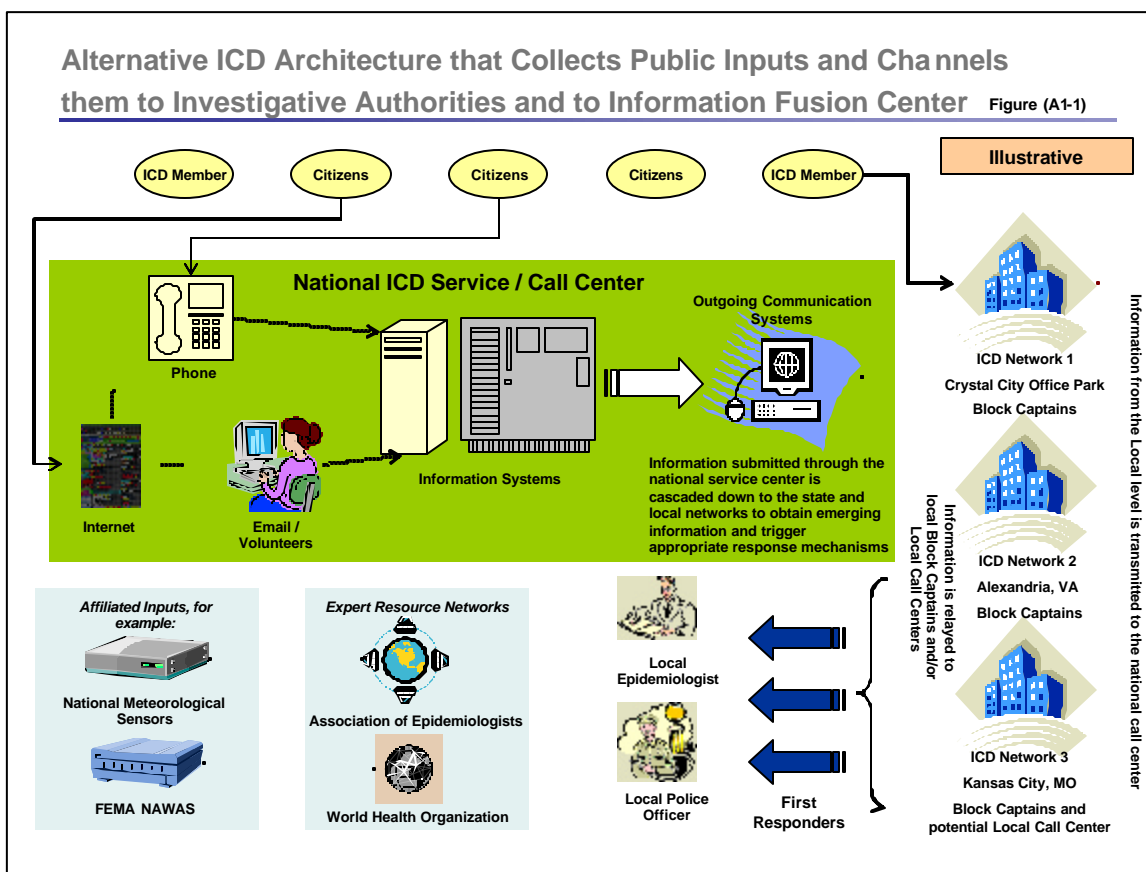 Alternative ICD Architecture that Collects Public Inputs and Channels
them to Investigative Authorities and to Information Fusion Center Figure (A1-1)
Illustrative
ICD Member
Citizens
Citizens
Citizens
ICD Member
National ICD Service / Call Center
Phone
Internet
Email /
Volunteers
Information Systems
Outgoing Communication
Systems
Information submitted through the
national service center is
cascaded down to the state and
local networks to obtain emerging
information and trigger
appropriate response mechanisms
ICD Network 1
Crystal City Office Park
Block Captains
ICD Network 2
Alexandria, VA
Block Captains
ICD Network 3
Kansas City, MO
Block Captains and
potential Local Call Center
Information from the Local level is transmitted to the national call center
Information is relayed to
local Block Captains and/or
Local Call Centers
Affiliated Inputs, for
example:
National Meteorological
Sensors
FEMA NAWAS
Expert Resource Networks
Association of Epidemiologists
World Health Organization
Local
Epidemiologist
Local Police
Officer
First
Responders